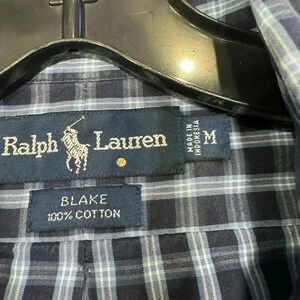 Ralph Lauren
MADE IN
INDONESIA
M
BLAKE
100% COTTON